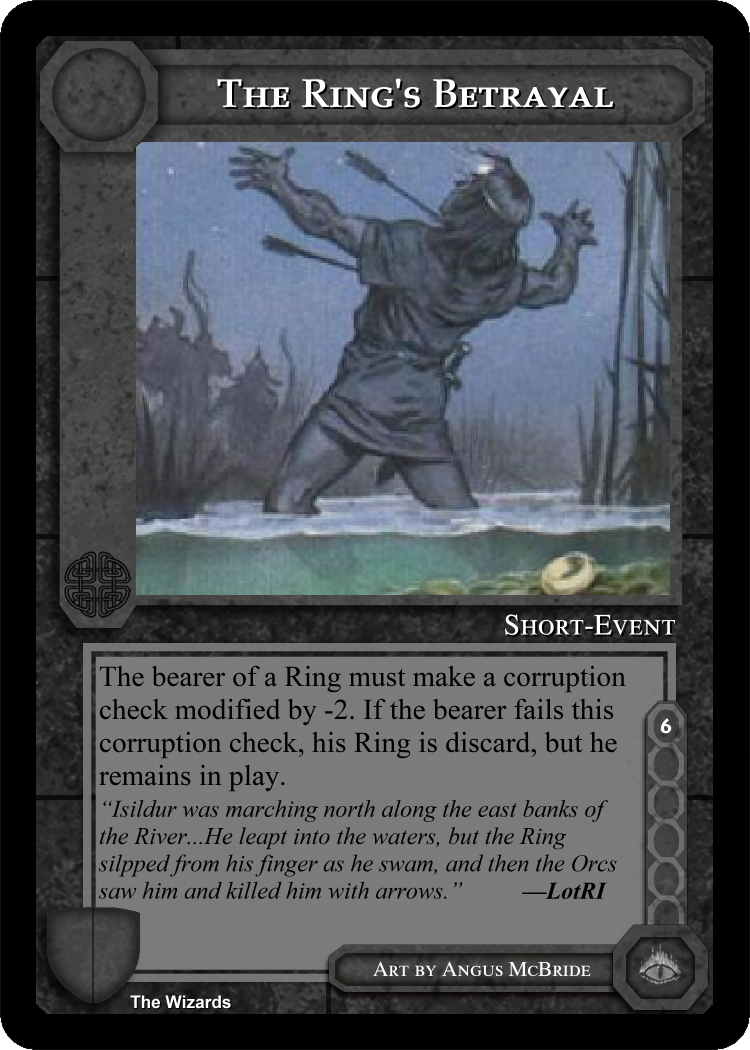 The Ring's Betrayal
Short-Event
The bearer of a Ring must make a corruption
check modified by -2. If the bearer fails this
corruption check, his Ring is discard, but he
remains in play.
6
“Isildur was marching north along the east banks of
the River...He leapt into the waters, but the Ring
silpped from his finger as he swam, and then the Orcs
saw him and killed him with arrows.” —LotRI
Art by Angus McBride
The Wizards